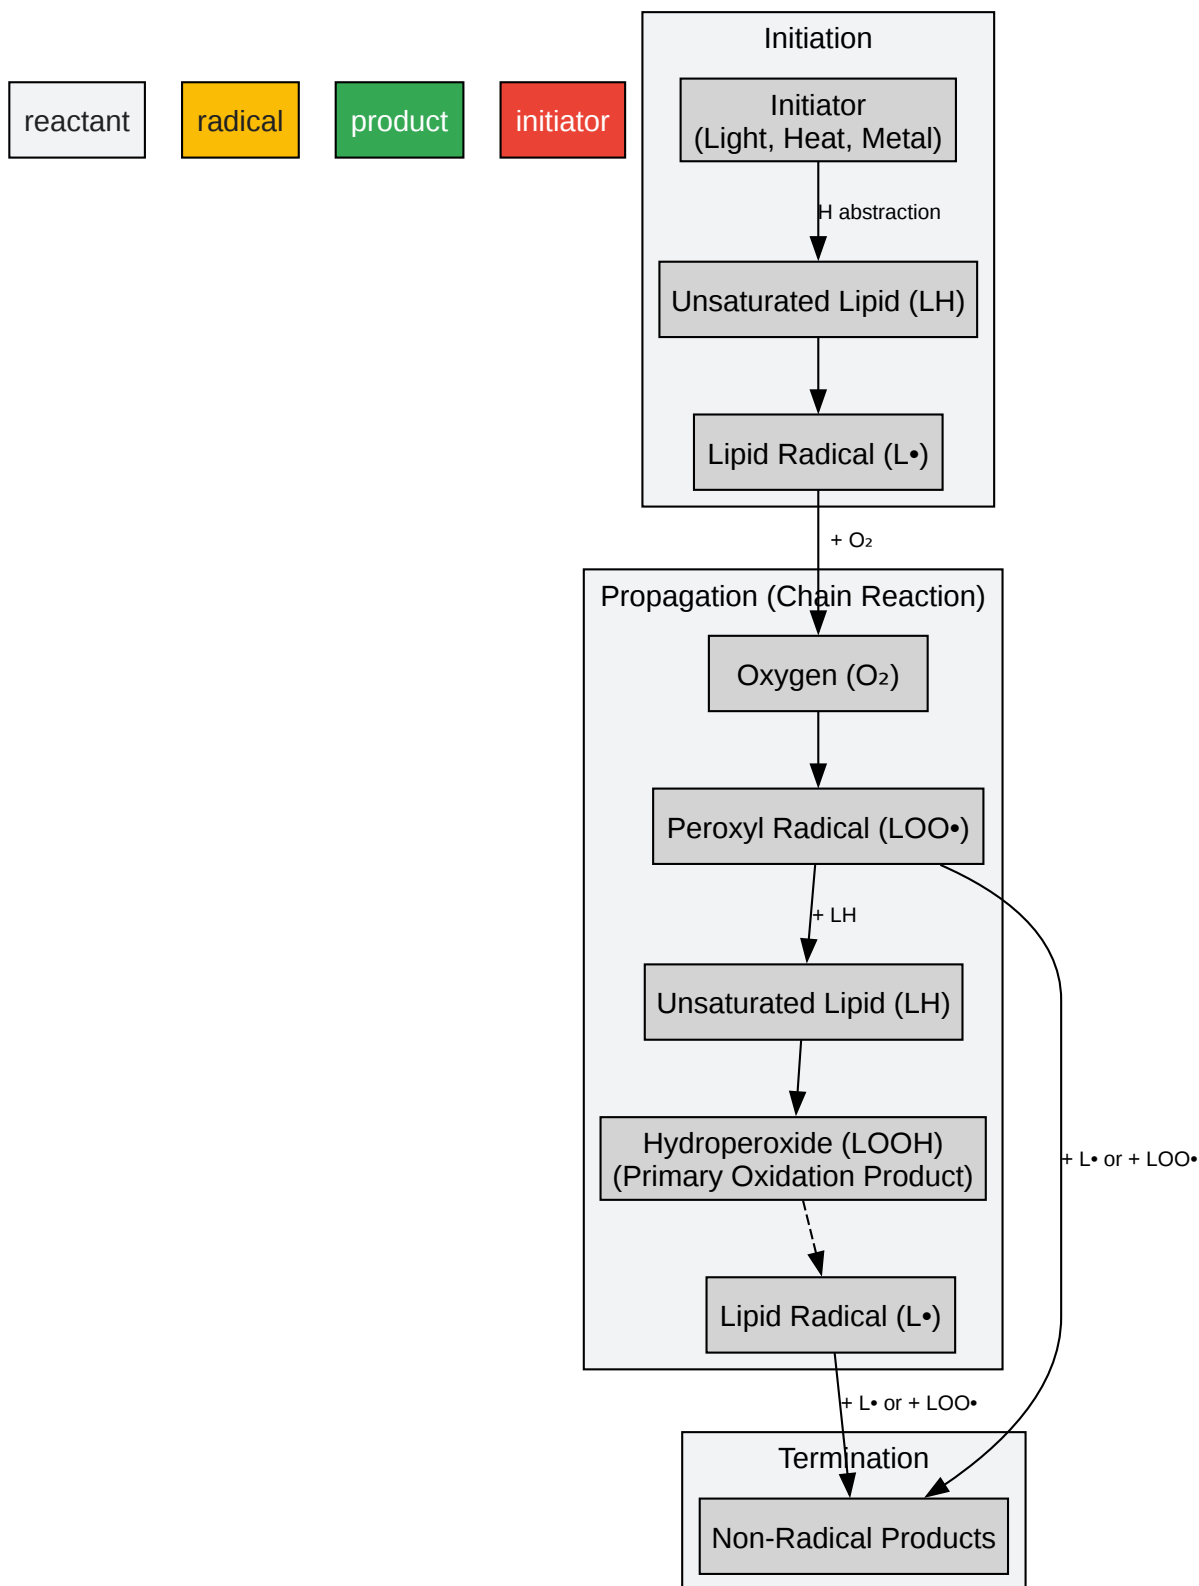 reactant
radical
product
initiator
Initiation
Initiator
(Light, Heat, Metal)
H abstraction
Unsaturated Lipid (LH)
Lipid Radical (L•)
+ O₂
Propagation (Chain Reaction)
Oxygen (O₂)
Peroxyl Radical (LOO•)
+ LH
Unsaturated Lipid (LH)
Hydroperoxide (LOOH)
(Primary Oxidation Product)
+ L• or + LOO•
Lipid Radical (L•)
+ L• or + LOO•
Termination
Non-Radical Products